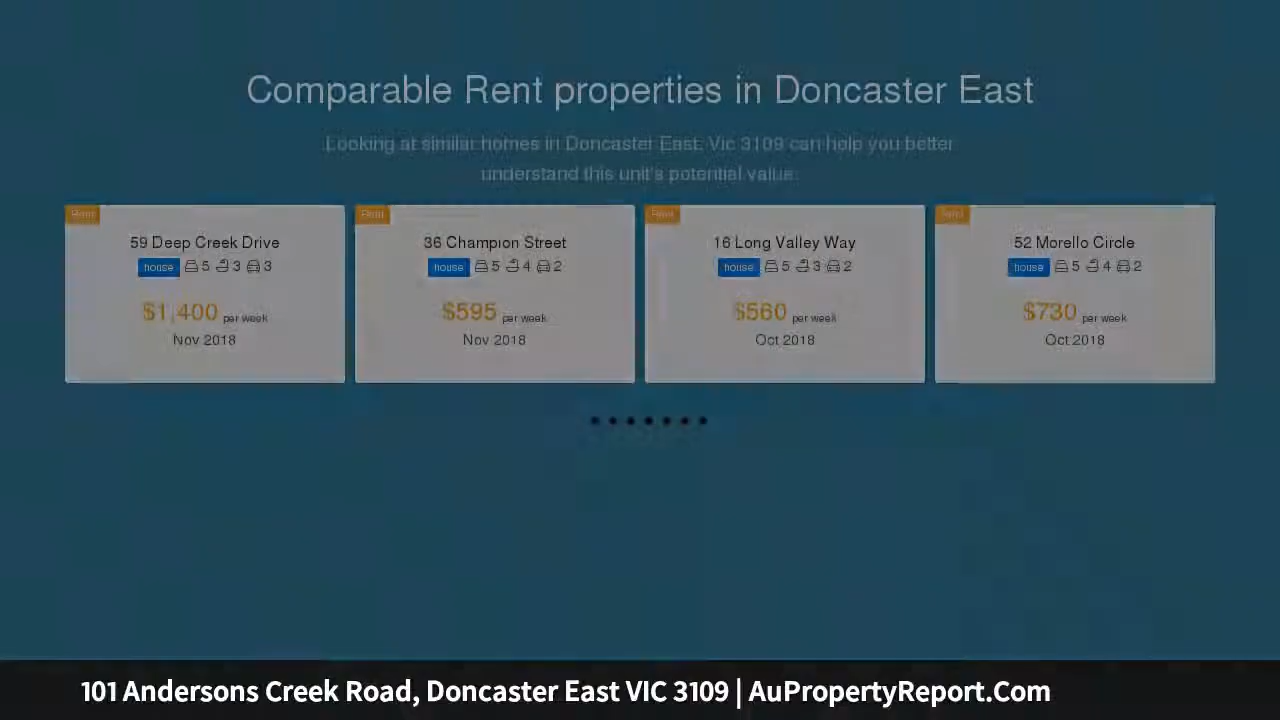 Comparable Rent properties in Doncaster East
Looking at similar homes in Doncaster East, Vic 3109 can help you better
understand this unit's potential value.
Rent
59 Deep Creek Drive
house 5 3 3
$1,400 per week
Nov 2018
Rent
36 Champion Street
house 5 4 2
$595 per week
Nov 2018
Rent
16 Long Valley Way
house 5 3 2
$560 per week
Oct 2018
Rent
52 Morello Circle
house 5 4 2
$730 per week
Oct 2018
101 Andersons Creek Road, Doncaster East VIC 3109 | AuPropertyReport.Com